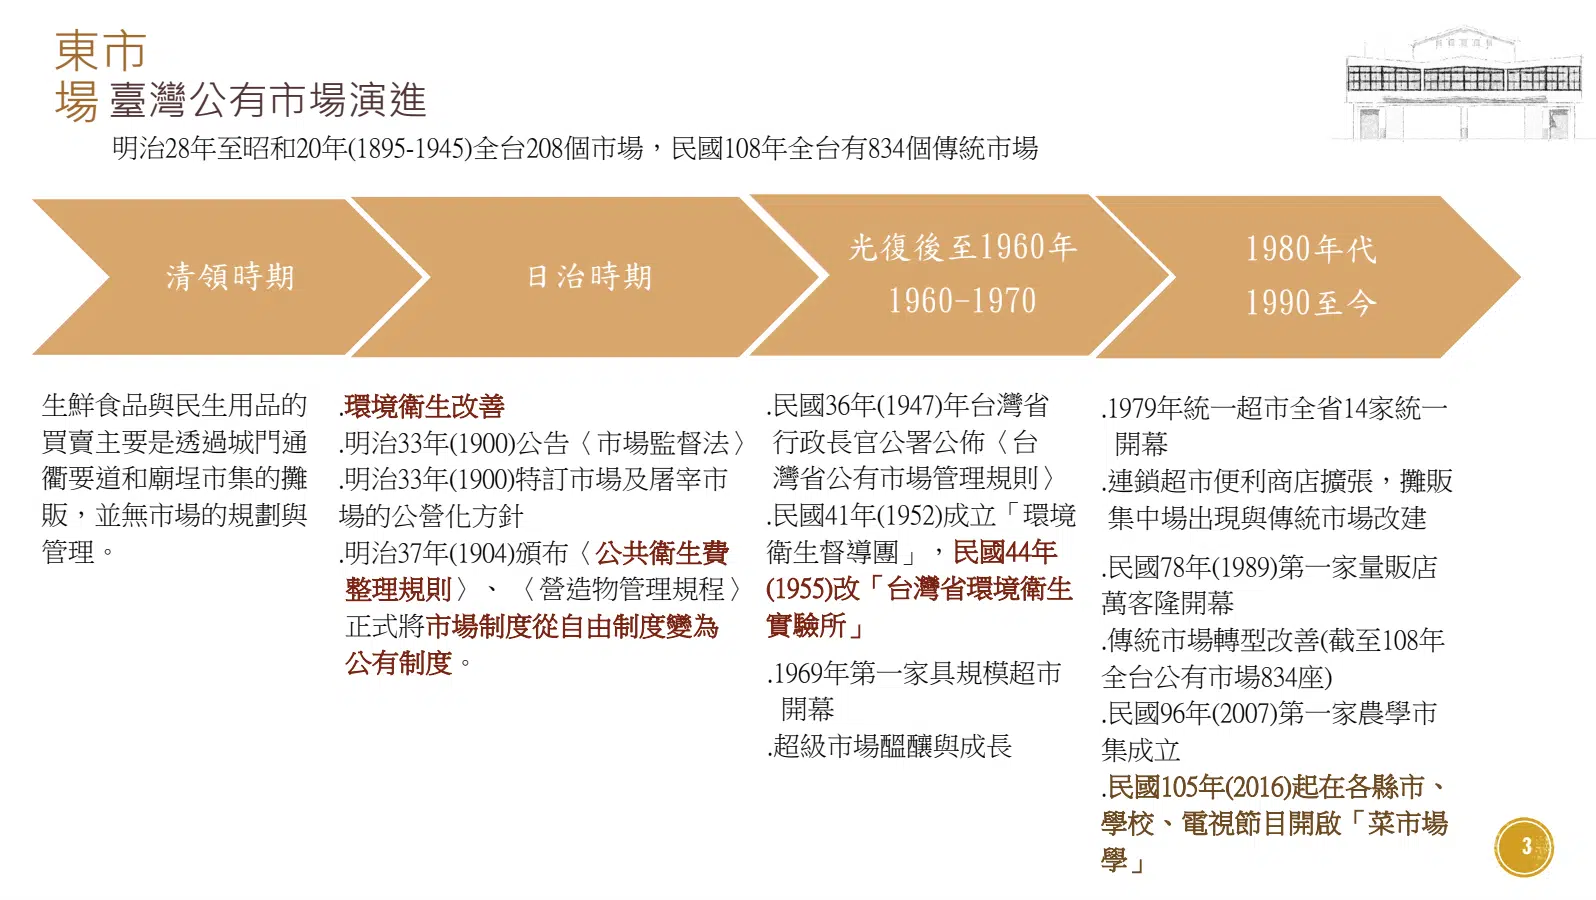 東市
場 臺灣公有市場演進
明治28年至昭和20年(1895-1945)全台208個市場，民國108年全台有834個傳統市場
清領時期
生鮮食品與民生用品的
買賣主要是透過城門通
衢要道和廟埕市集的攤
販，並無市場的規劃與
管理。
日治時期
.環境衛生改善
.明治33年(1900)公告〈市場監督法〉
.明治33年(1900)特訂市場及屠宰市
場的公營化方針
.明治37年(1904)頒布〈公共衛生費
整理規則〉、〈營造物管理規程〉
正式將市場制度從自由制度變為
公有制度。
光復後至1960年
1960-1970
.民國36年(1947)年台灣省
行政長官公署公佈〈台
灣省公有市場管理規則〉
.民國41年(1952)成立「環境
衛生督導團」，民國44年
(1955)改「台灣省環境衛生
實驗所」
.1969年第一家具規模超市
開幕
.超級市場醞釀與成長
1980年代
1990至今
.1979年統一超市全省14家統一
開幕
.連鎖超市便利商店擴張，攤販
集中場出現與傳統市場改建
.民國78年(1989)第一家量販店
萬客隆開幕
.傳統市場轉型改善(截至108年
全台公有市場834座)
.民國96年(2007)第一家農學市
集成立
.民國105年(2016)起在各縣市、
學校、電視節目開啟「菜市場
學」
3